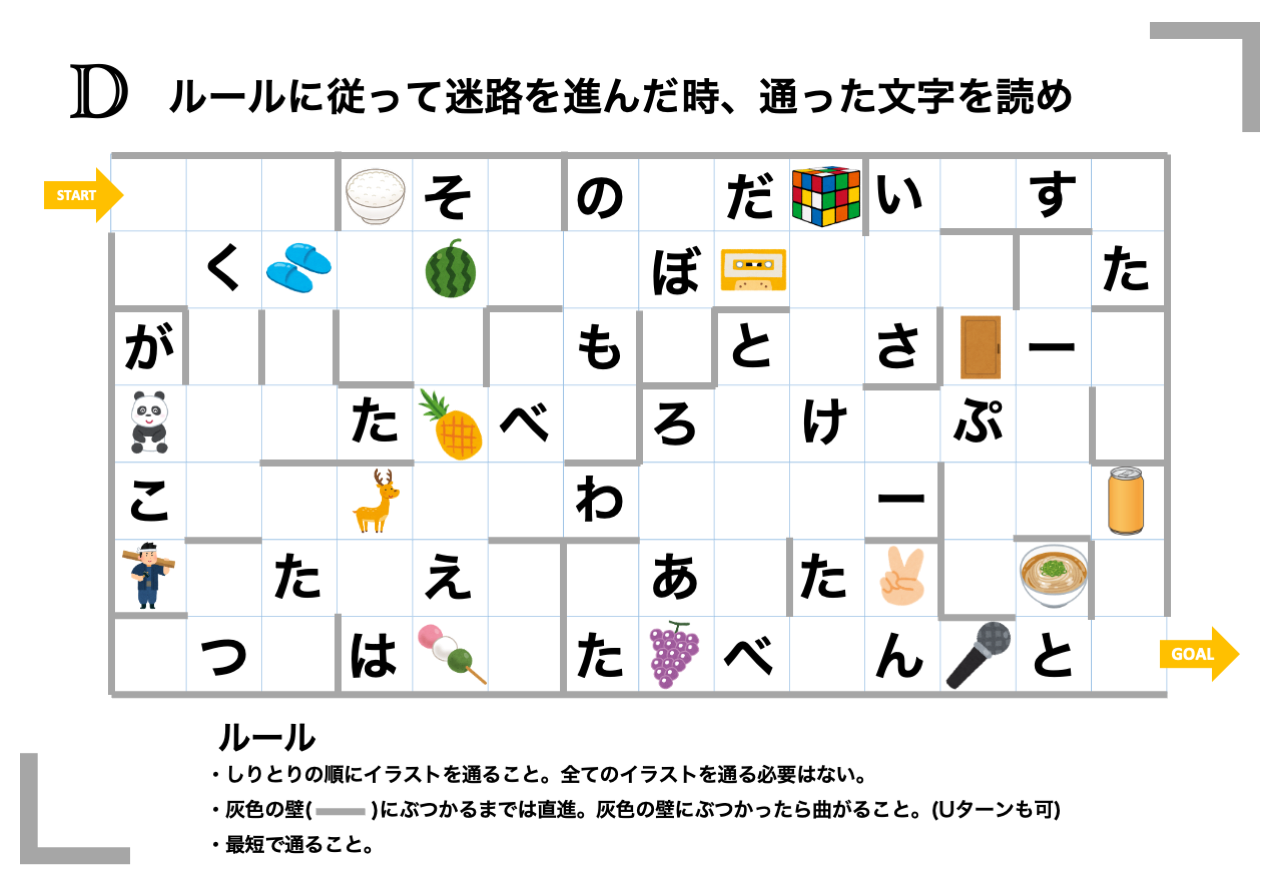 D ルールに従って迷路を進んだ時、通った文字を読め
START そ の だ い す
く ぼ た
が も と さ ー
た べ ろ け ぷ
こ わ ー
た え あ た
つ は た べ ん と GOAL
ルール
・しりとりの順にイラストを通ること。全てのイラストを通る必要はない。
・灰色の壁( )にぶつかるまでは直進。灰色の壁にぶつかったら曲がること。(Uターンも可)
・最短で通ること。